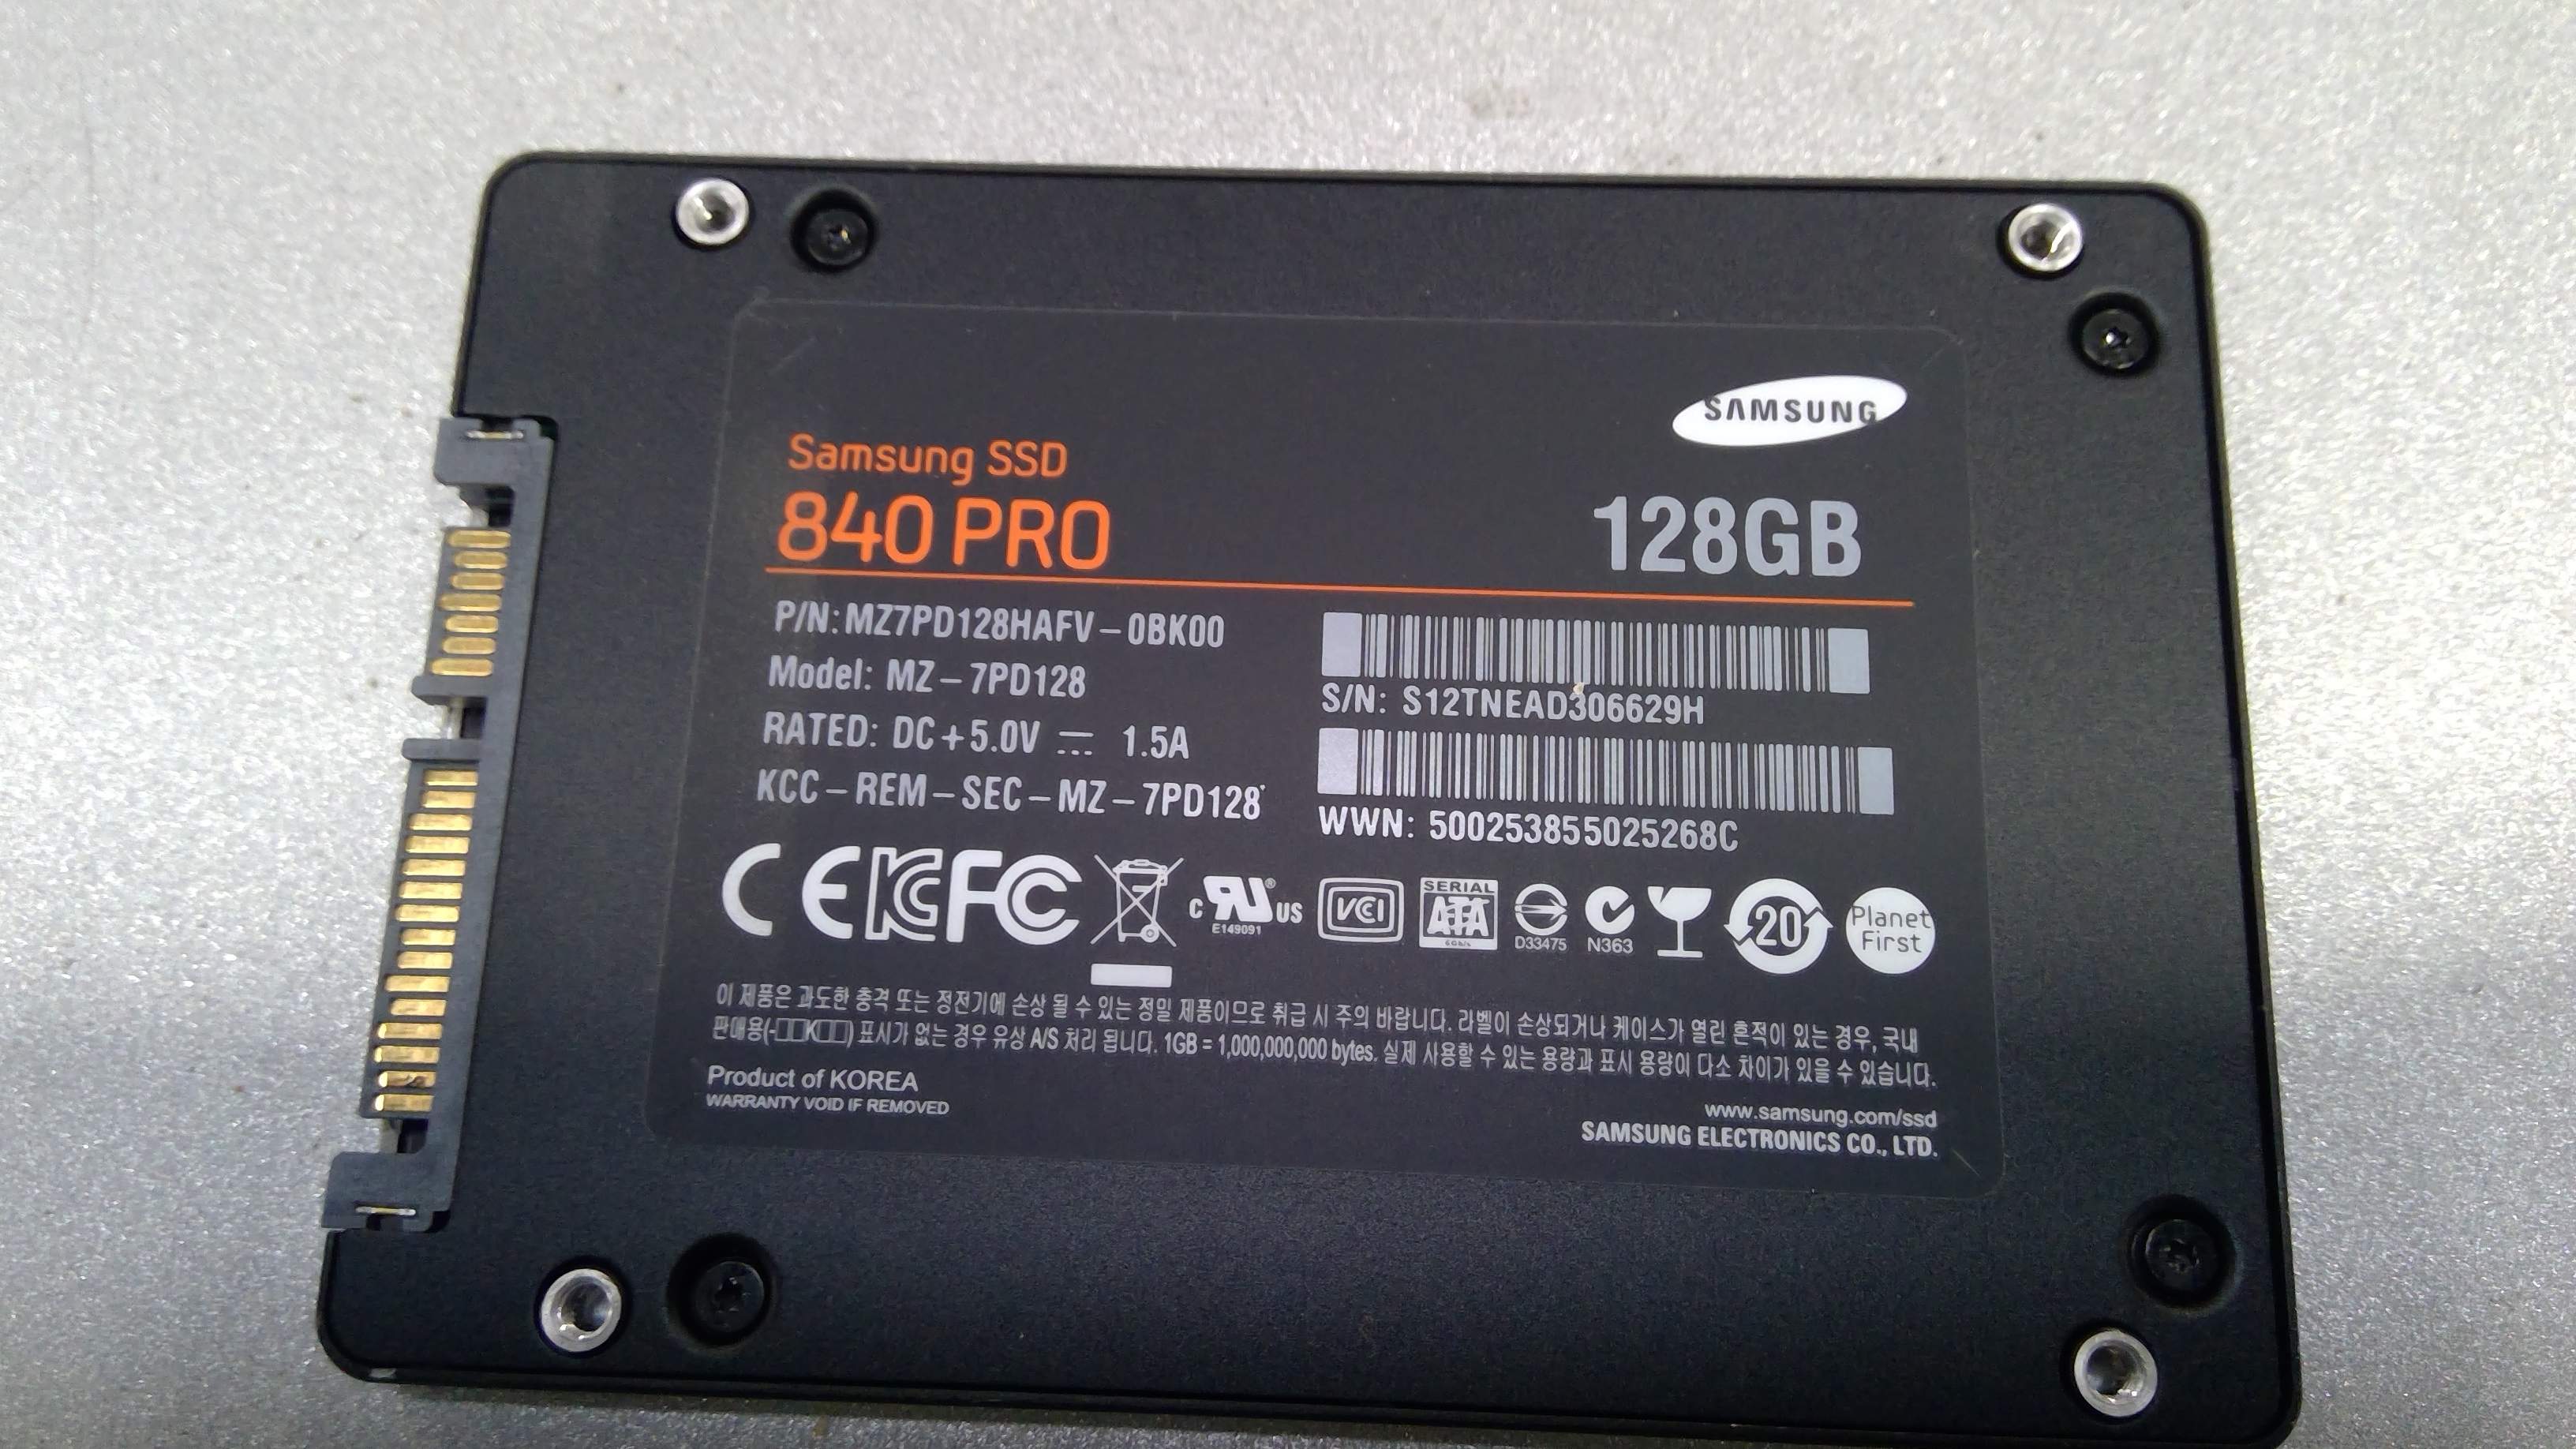 SAMSUNG
Samsung SSD
840 PRO
128GB
P/N: MZ7PD128HAFV-0BK00
Model: MZ-7PD128
RATED: DC+5.0V ⎓ 1.5A
KCC-REM-SEC-MZ-7PD128
S/N: S12TNEAD306629H
WWN: 500253855025268C
CE KC FC
c RU® US
E149091
VCI
SERIAL
ATA
6Gb/s
D33475
N363
20
Planet
First
이 제품은 과도한 충격 또는 정전기에 손상 될 수 있는 정밀 제품이므로 취급 시 주의 바랍니다. 라벨이 손상되거나 케이스가 열린 흔적이 있는 경우, 국내
판매용(-□□K□□) 표시가 없는 경우 유상 A/S 처리 됩니다. 1GB = 1,000,000,000 bytes. 실제 사용할 수 있는 용량과 표시 용량이 다소 차이가 있을 수 있습니다.
Product of KOREA
WARRANTY VOID IF REMOVED
www.samsung.com/ssd
SAMSUNG ELECTRONICS CO., LTD.